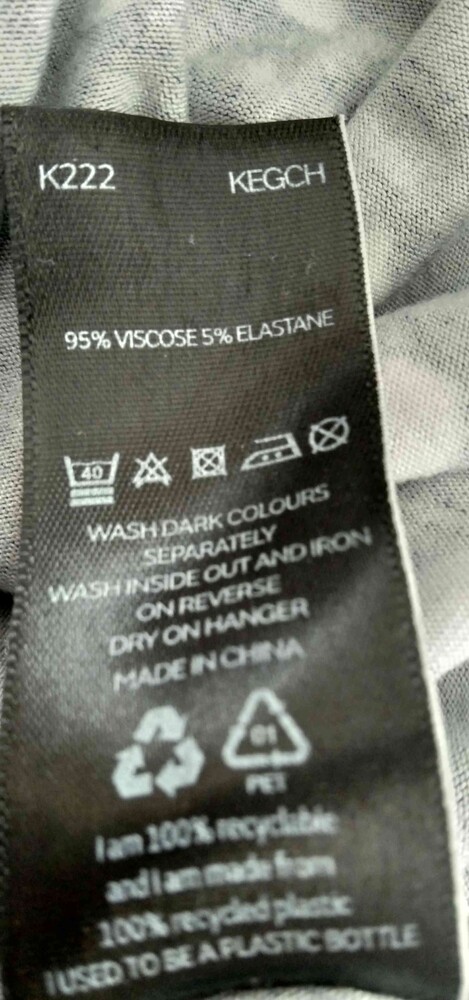 K222 KEGCH
95% VISCOSE 5% ELASTANE
40
WASH DARK COLOURS
SEPARATELY
WASH INSIDE OUT AND IRON
ON REVERSE
DRY ON HANGER
MADE IN CHINA
01
PET
I am 100% recyclable
and I am made from
100% recycled plastic
I USED TO BE A PLASTIC BOTTLE